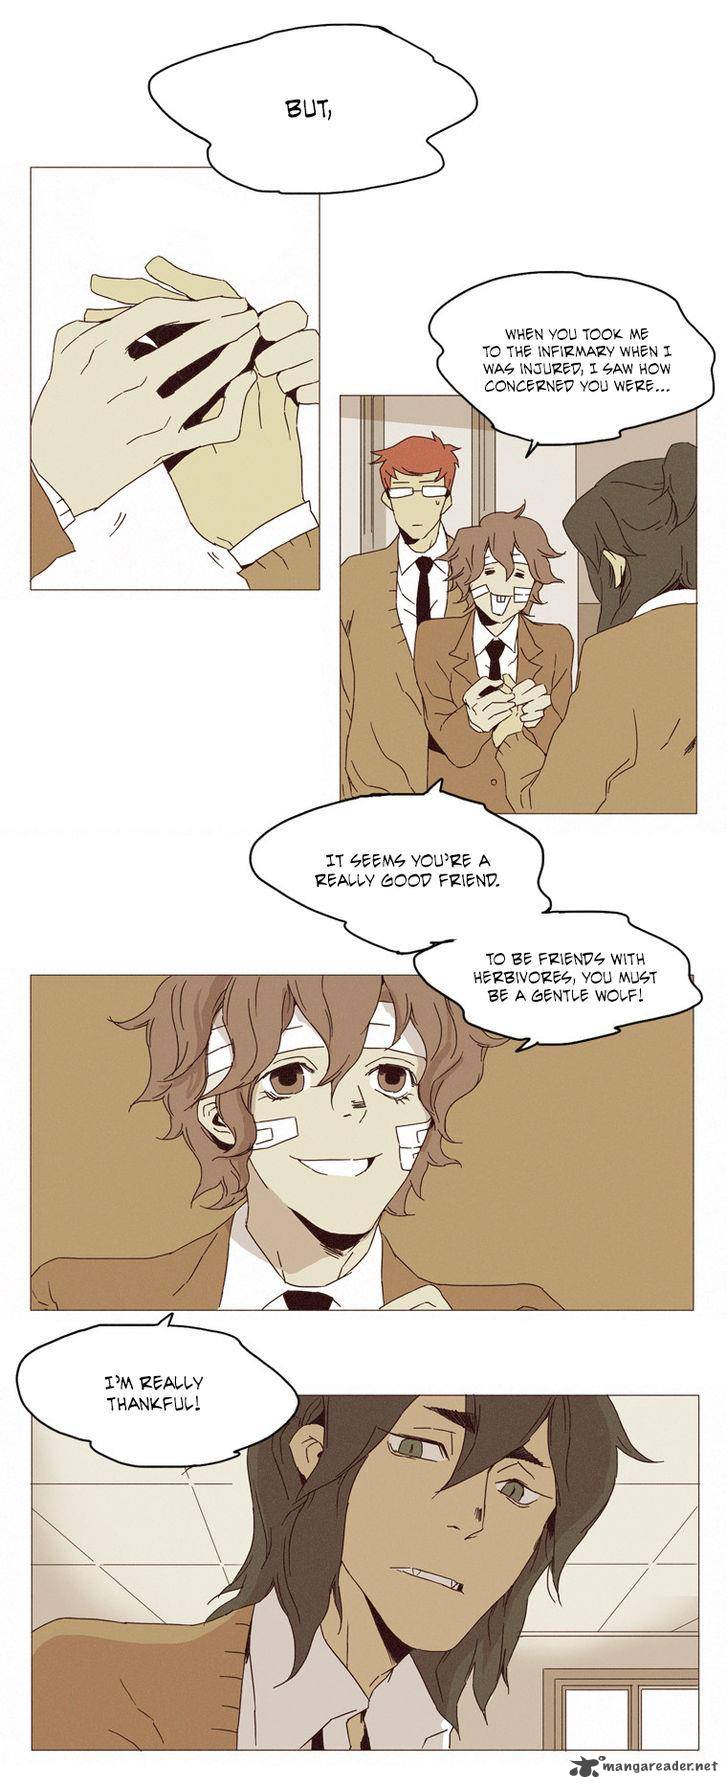 BUT,
WHEN YOU TOOK ME
TO THE INFIRMARY WHEN I
WAS INJURED, I SAW HOW
CONCERNED YOU WERE...
IT SEEMS YOU'RE A
REALLY GOOD FRIEND.
TO BE FRIENDS WITH
HERBIVORES, YOU MUST
BE A GENTLE WOLF!
I'M REALLY
THANKFUL!
mangareader.net